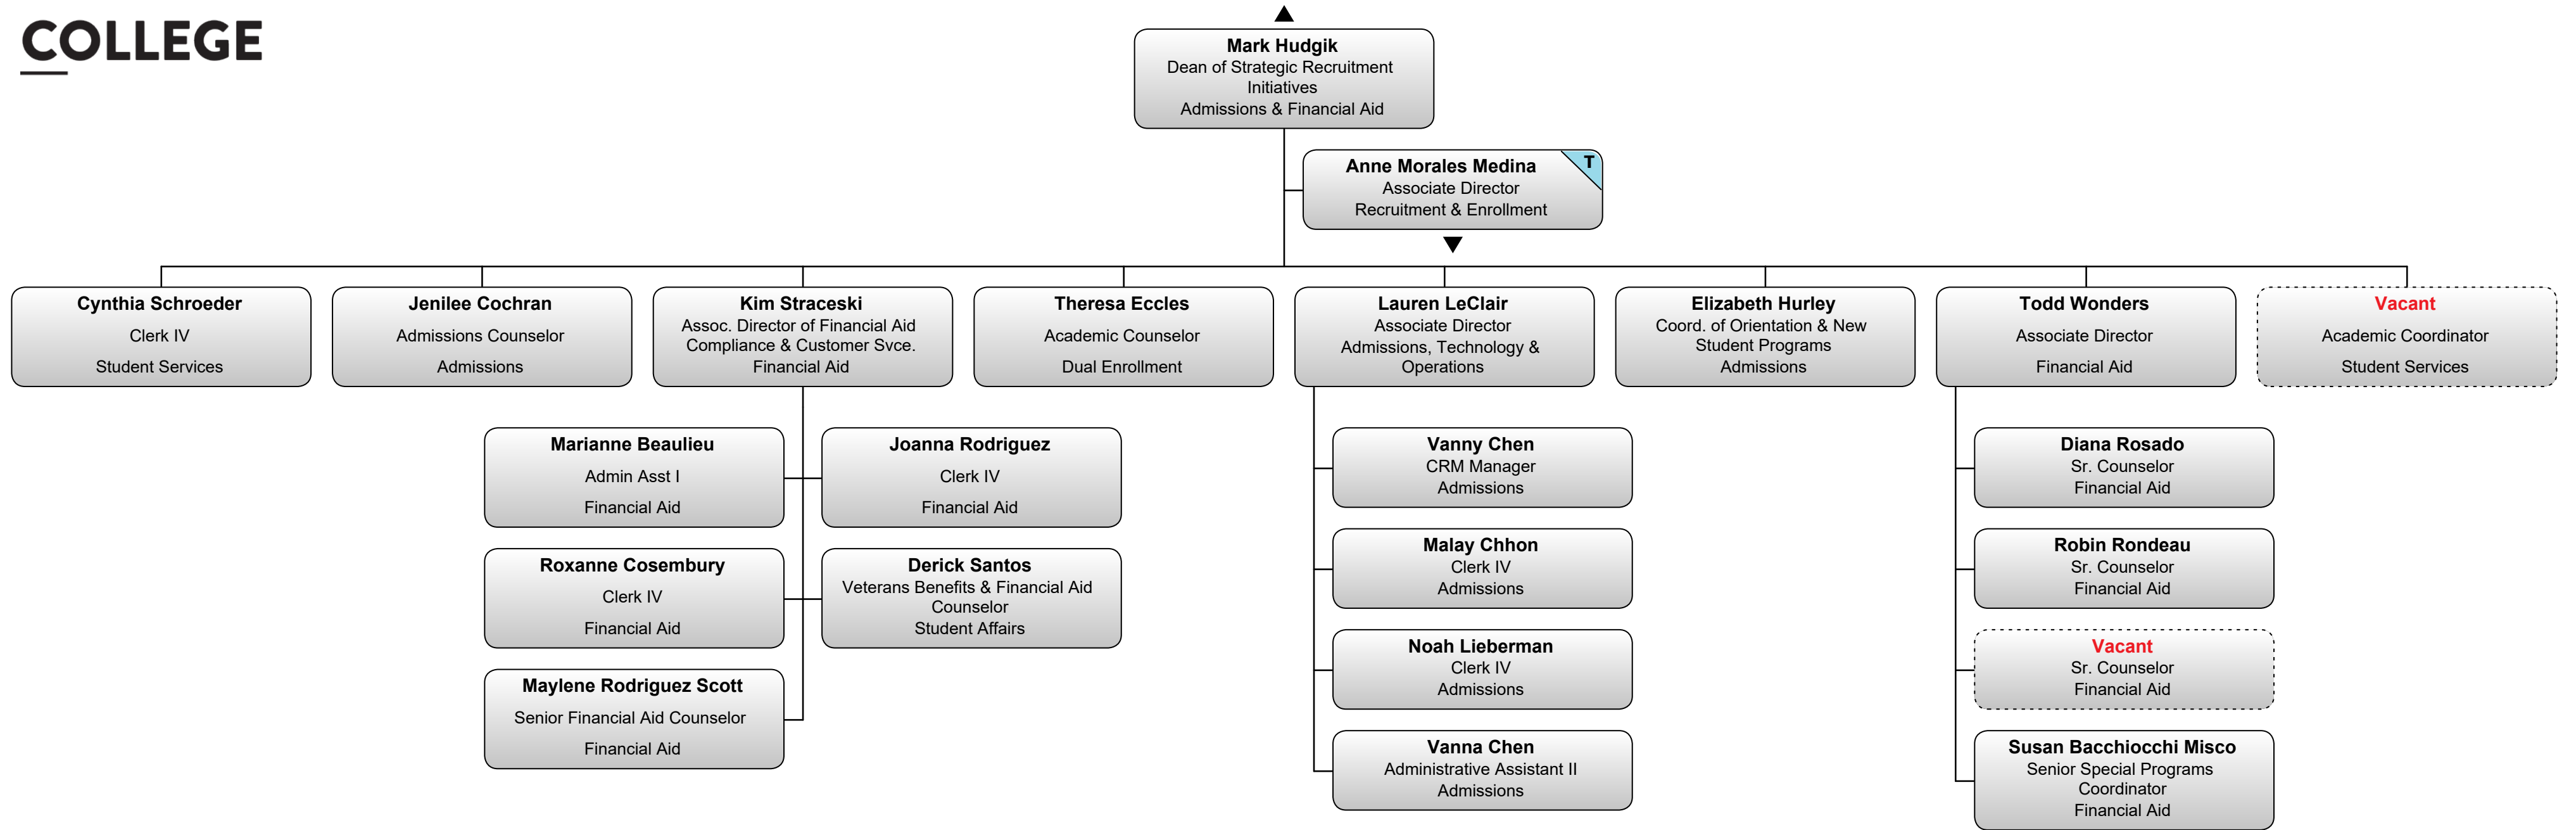 COLLEGE
Mark Hudgik
Dean of Strategic Recruitment
Initiatives
Admissions & Financial Aid
Anne Morales Medina
T
Associate Director
Recruitment & Enrollment
Cynthia Schroeder
Clerk IV
Student Services
Jenilee Cochran
Admissions Counselor
Admissions
Kim Straceski
Assoc. Director of Financial Aid
Compliance & Customer Svce.
Financial Aid
Theresa Eccles
Academic Counselor
Dual Enrollment
Lauren LeClair
Associate Director
Admissions, Technology &
Operations
Elizabeth Hurley
Coord. of Orientation & New
Student Programs
Admissions
Todd Wonders
Associate Director
Financial Aid
Vacant
Academic Coordinator
Student Services
Marianne Beaulieu
Admin Asst I
Financial Aid
Joanna Rodriguez
Clerk IV
Financial Aid
Roxanne Cosembury
Clerk IV
Financial Aid
Derick Santos
Veterans Benefits & Financial Aid
Counselor
Student Affairs
Maylene Rodriguez Scott
Senior Financial Aid Counselor
Financial Aid
Vanny Chen
CRM Manager
Admissions
Malay Chhon
Clerk IV
Admissions
Noah Lieberman
Clerk IV
Admissions
Vanna Chen
Administrative Assistant II
Admissions
Diana Rosado
Sr. Counselor
Financial Aid
Robin Rondeau
Sr. Counselor
Financial Aid
Vacant
Sr. Counselor
Financial Aid
Susan Bacchiocchi Misco
Senior Special Programs
Coordinator
Financial Aid